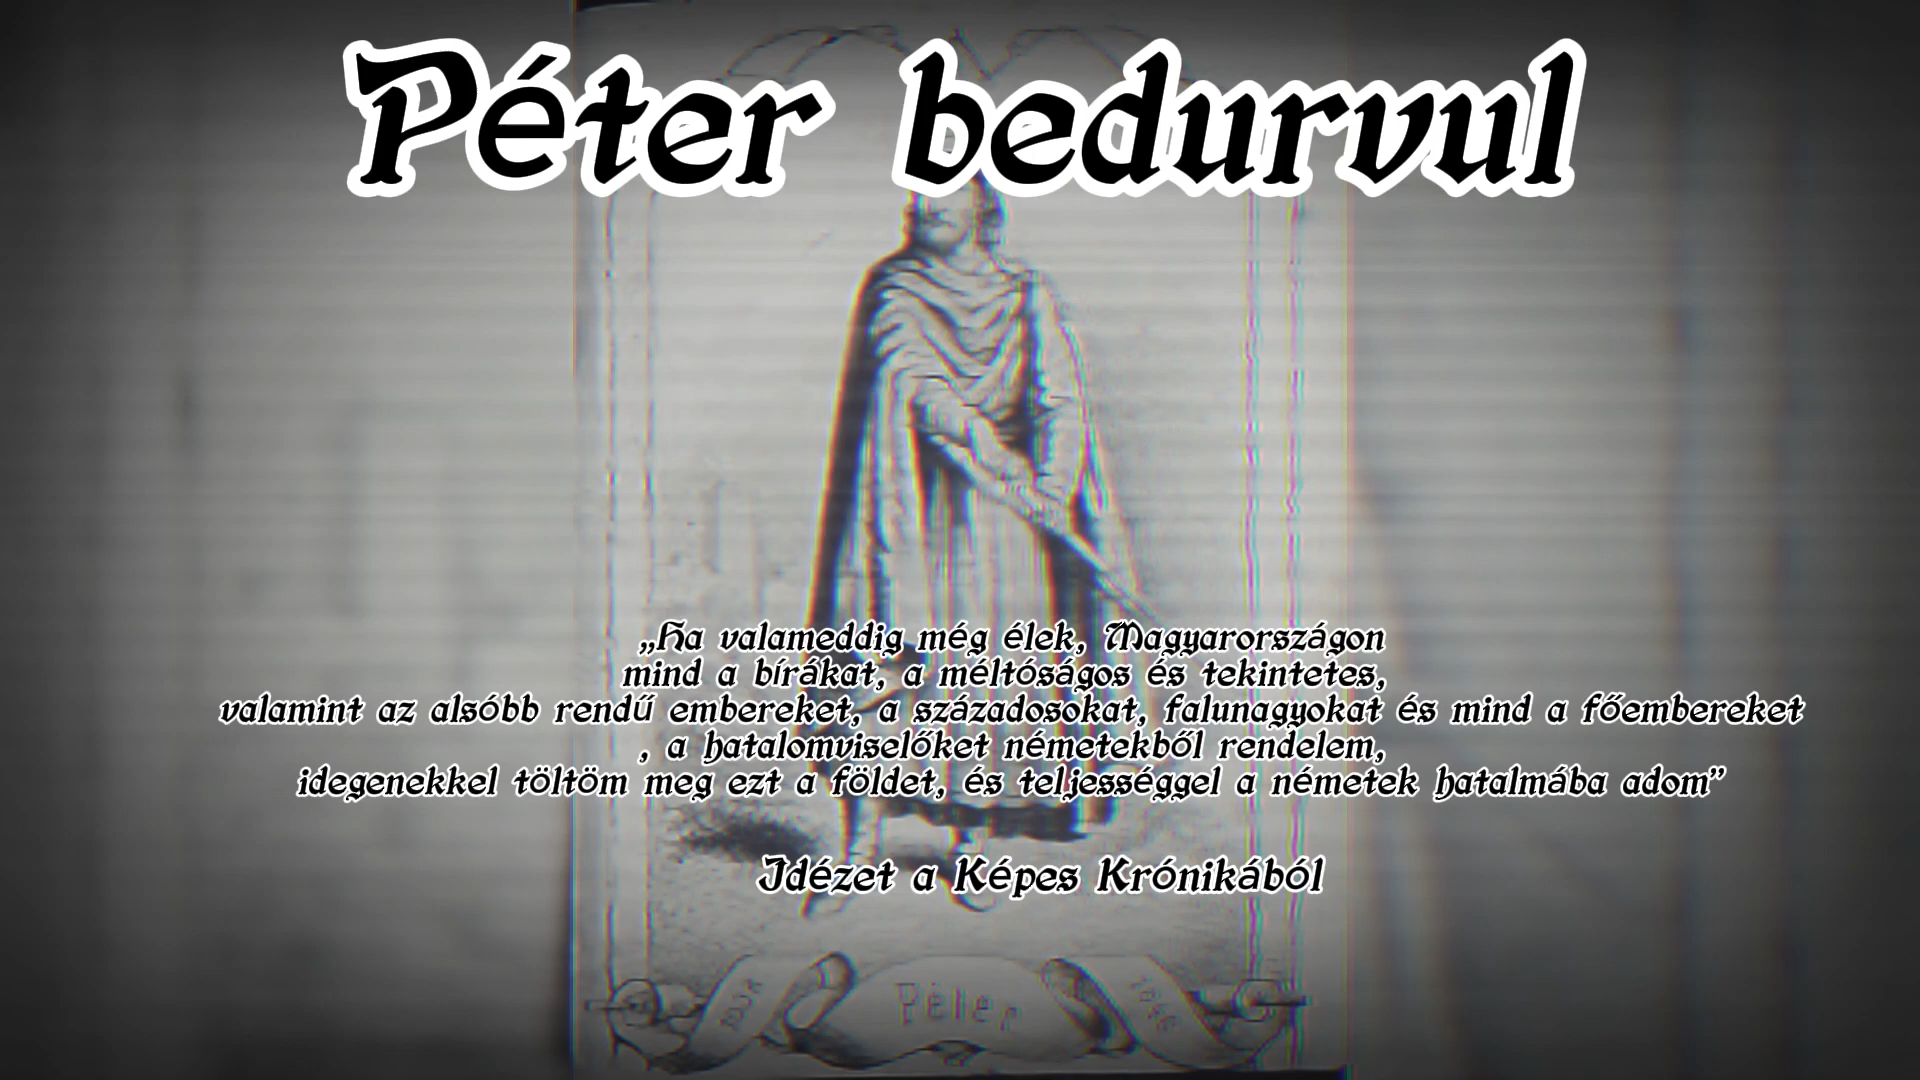 Péter bedurvul
„Ha valameddig még élek, Magyarországon
mind a bírákat, a méltóságos és tekintetes,
valamint az alsóbb rendű embereket, a századosokat, falunagyokat és mind a főembereket
, a hatalomviselőket németekből rendelem,
idegenekkel töltöm meg ezt a földet, és teljességgel a németek hatalmába adom”
Idézet a Képes Krónikából
1038 Péter 1046